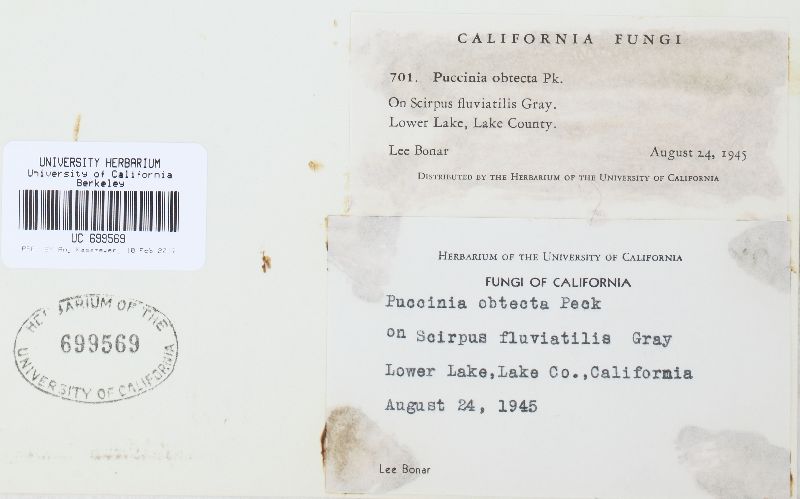 CALIFORNIA FUNGI
701. Puccinia obtecta Pk.
On Scirpus fluviatilis Gray.
Lower Lake, Lake County.
Lee Bonar August 24, 1945
Distributed by the Herbarium of the University of California
UNIVERSITY HERBARIUM
University of California
Berkeley
UC 699569
HERBARIUM OF THE
699569
UNIVERSITY OF CALIFORNIA
Herbarium of the University of California
FUNGI OF CALIFORNIA
Puccinia obtecta Peck
on Scirpus fluviatilis Gray
Lower Lake,Lake Co.,California
August 24, 1945
Lee Bonar